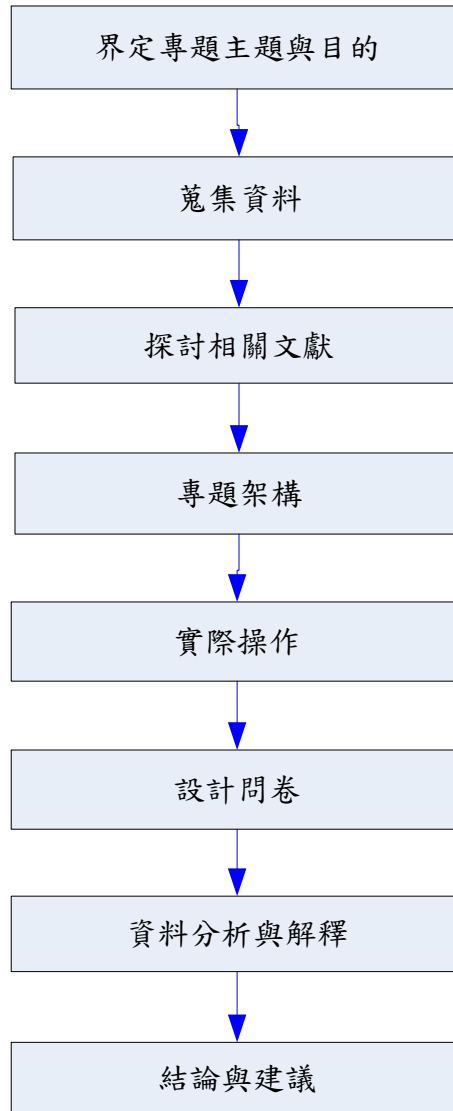 界定專題主題與目的
蒐集資料
探討相關文獻
專題架構
實際操作
設計問卷
資料分析與解釋
結論與建議